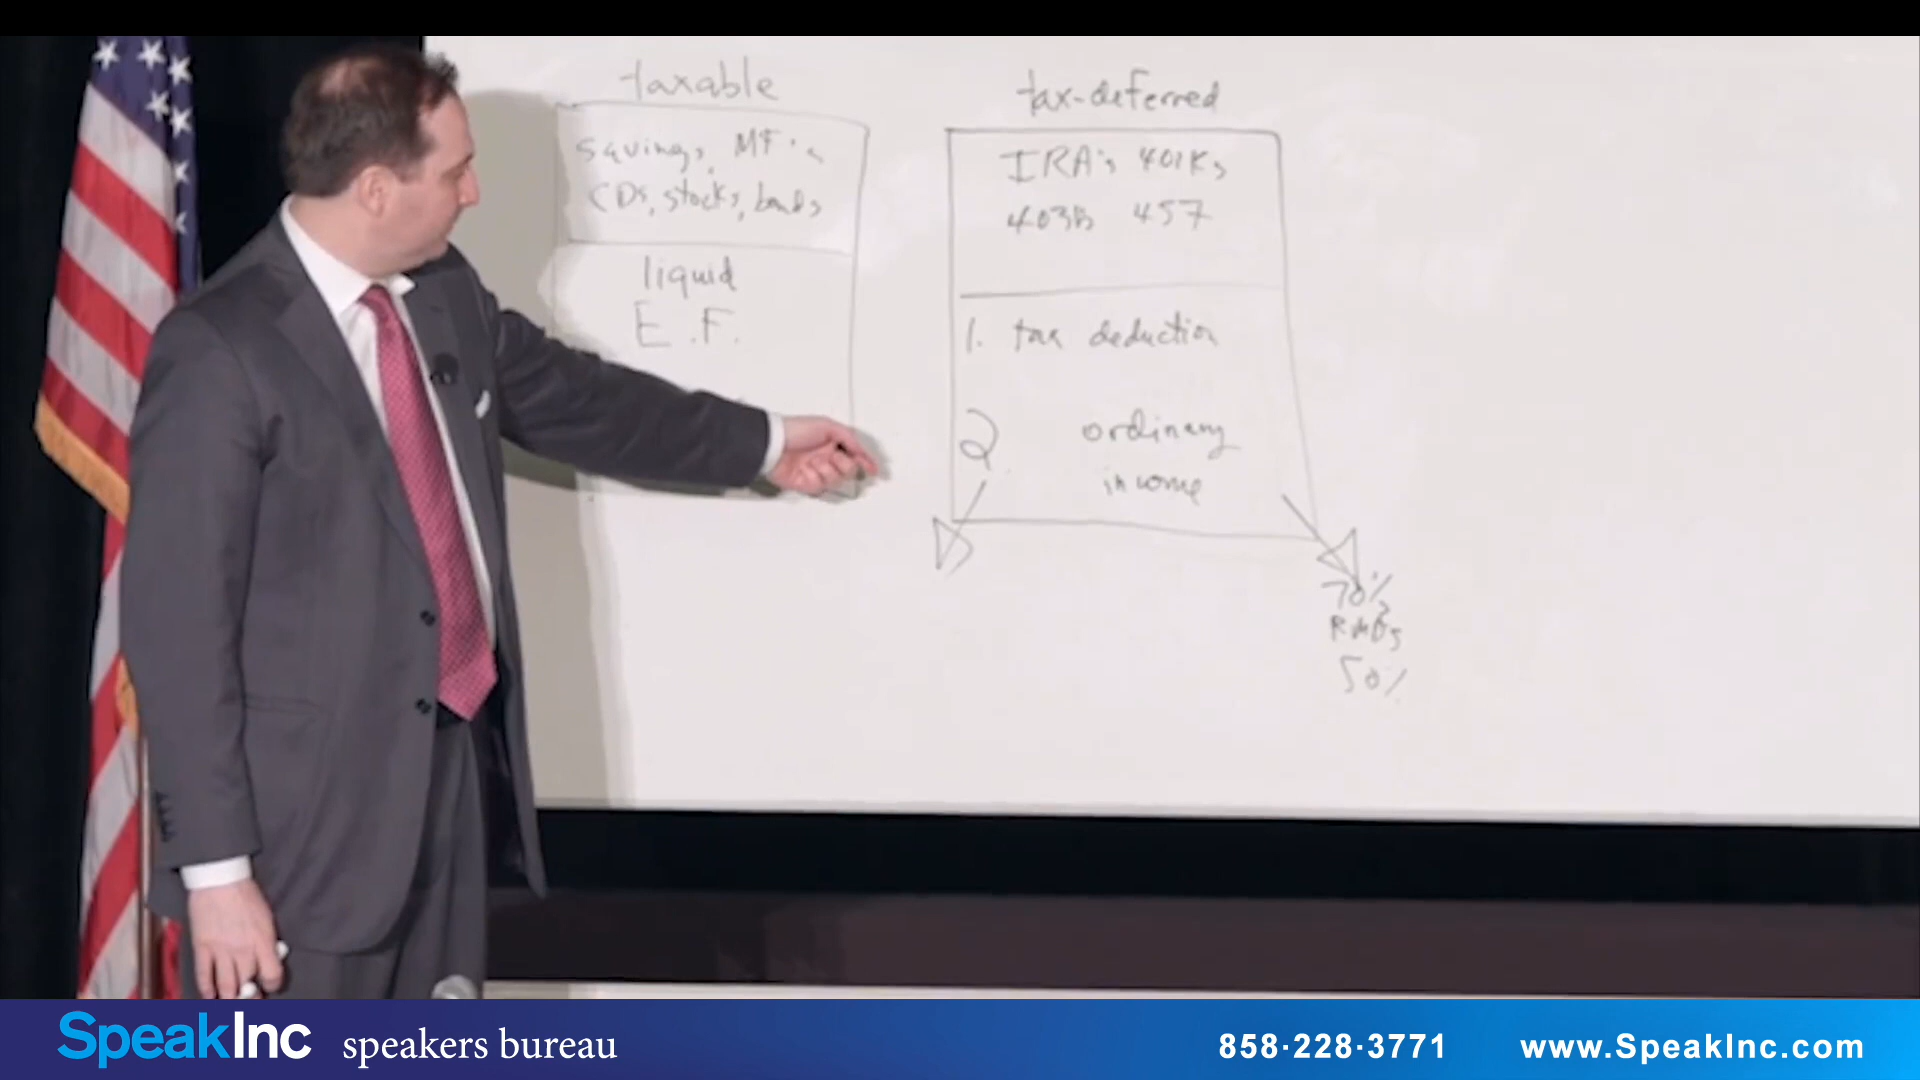 taxable
savings, MF's
CDs, stocks, bonds
liquid
E.F.
tax-deferred
IRA's 401Ks
403B 457
1. tax deduction
2. ordinary
income
70½
RMDs
50%
SpeakInc speakers bureau
858·228·3771
www.SpeakInc.com